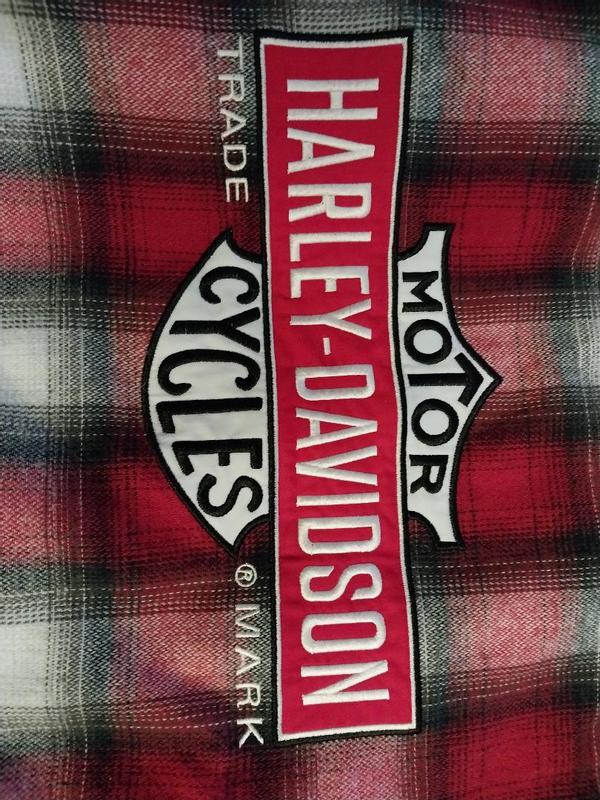 MOTOR
HARLEY-DAVIDSON
TRADE ® MARK
CYCLES